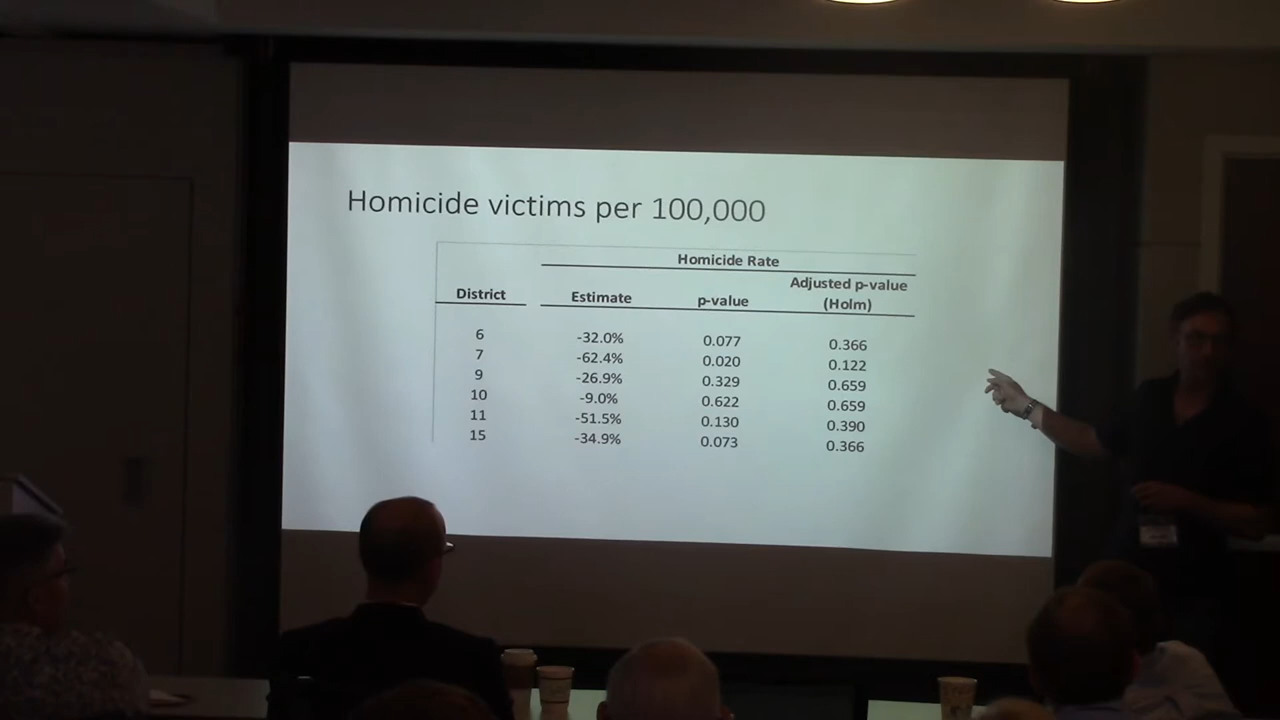 Homicide victims per 100,000
Homicide Rate
District Estimate p-value Adjusted p-value (Holm)
6 -32.0% 0.077 0.366
7 -62.4% 0.020 0.122
9 -26.9% 0.329 0.659
10 -9.0% 0.622 0.659
11 -51.5% 0.130 0.390
15 -34.9% 0.073 0.366